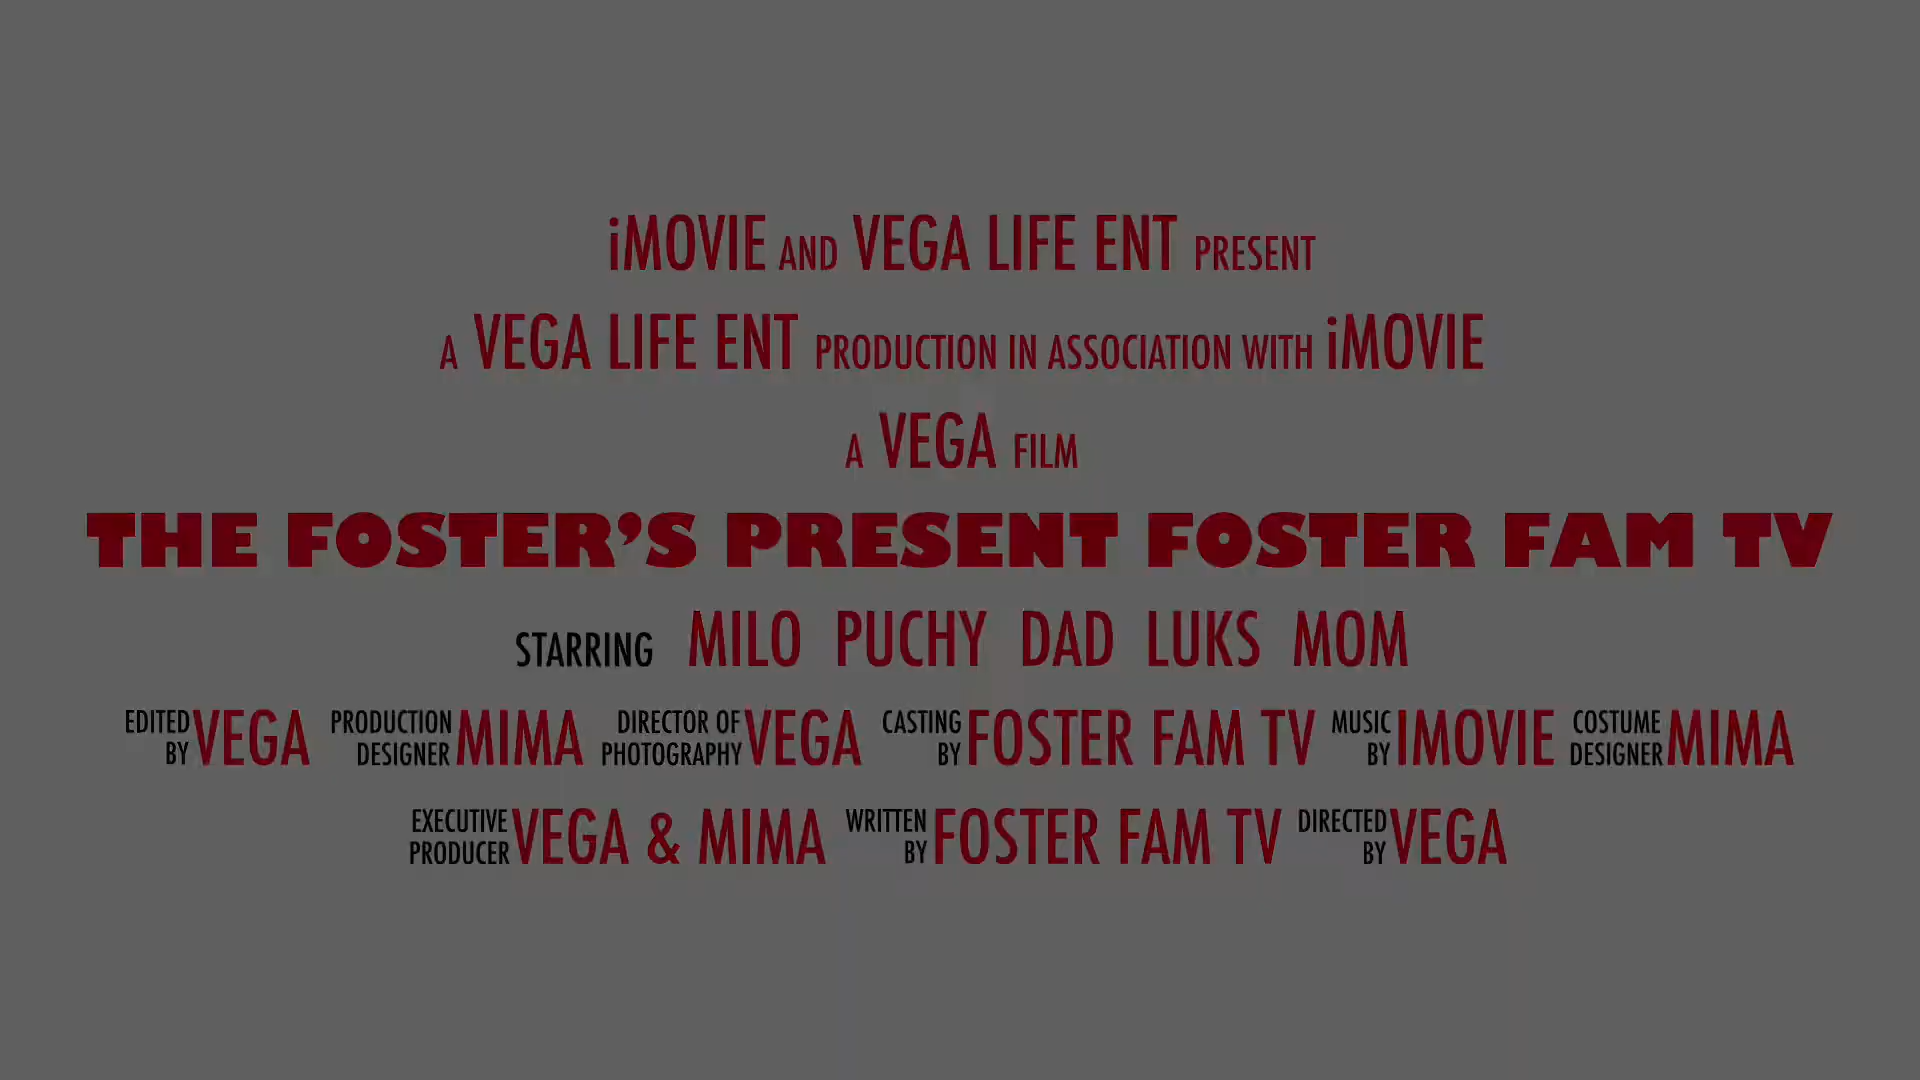 iMOVIE AND VEGA LIFE ENT PRESENT
A VEGA LIFE ENT PRODUCTION IN ASSOCIATION WITH iMOVIE
A VEGA FILM
THE FOSTER’S PRESENT FOSTER FAM TV
STARRING MILO PUCHY DAD LUKS MOM
EDITED BY VEGA PRODUCTION DESIGNER MIMA DIRECTOR OF PHOTOGRAPHY VEGA CASTING BY FOSTER FAM TV MUSIC BY IMOVIE COSTUME DESIGNER MIMA
EXECUTIVE PRODUCER VEGA & MIMA WRITTEN BY FOSTER FAM TV DIRECTED BY VEGA